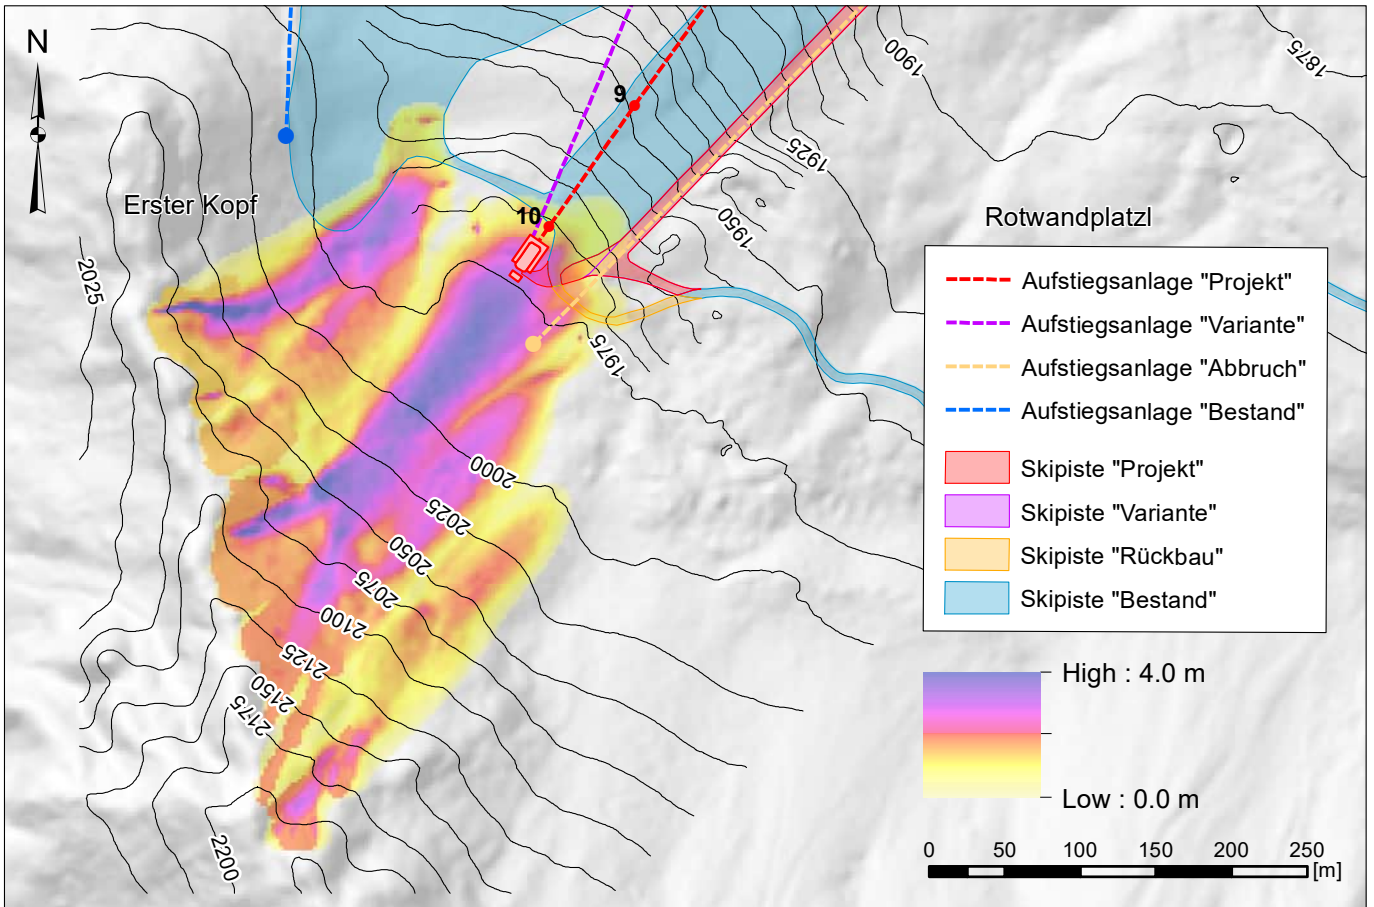 N
1900
1875
9
1925
Erster Kopf
10
1950
Rotwandplatzl
2025
1975
Aufstiegsanlage "Projekt"
Aufstiegsanlage "Variante"
Aufstiegsanlage "Abbruch"
Aufstiegsanlage "Bestand"
Skipiste "Projekt"
Skipiste "Variante"
Skipiste "Rückbau"
Skipiste "Bestand"
2000
2025
2050
2075
2100
2125
2150
2175
2200
High : 4.0 m
Low : 0.0 m
0 50 100 150 200 250
[m]